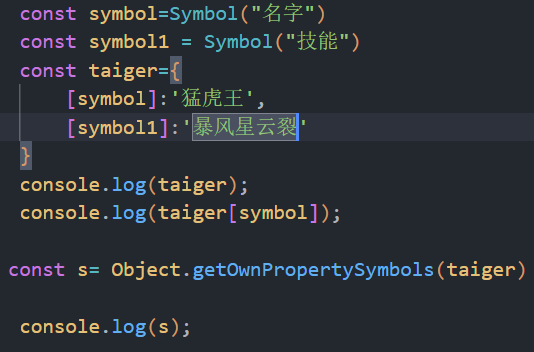 const symbol=Symbol("名字")
const symbol1 = Symbol("技能")
const taiger={
[symbol]:'猛虎王',
[symbol1]:'暴风星云裂'
}
console.log(taiger);
console.log(taiger[symbol]);
const s= Object.getOwnPropertySymbols(taiger)
console.log(s);